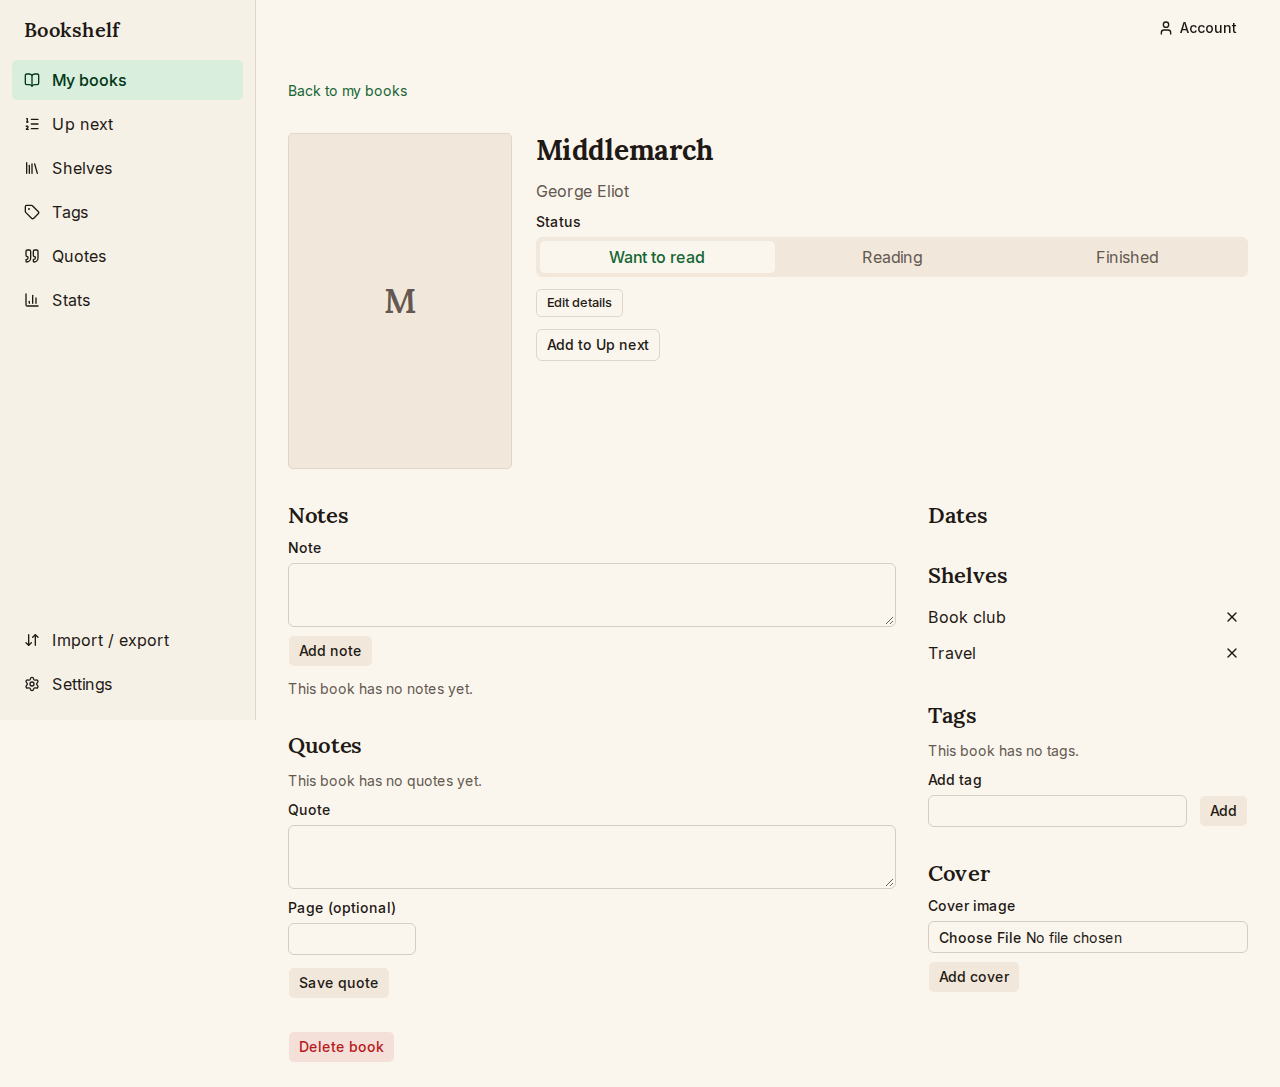 Bookshelf
My books
Up next
Shelves
Tags
Quotes
Stats
Import / export
Settings
Account
Back to my books
M
Middlemarch
George Eliot
Status
Want to read Reading Finished
Edit details
Add to Up next
Notes
Note
Add note
This book has no notes yet.
Quotes
This book has no quotes yet.
Quote
Page (optional)
Save quote
Delete book
Dates
Shelves
Book club
Travel
Tags
This book has no tags.
Add tag
Add
Cover
Cover image
Choose File No file chosen
Add cover